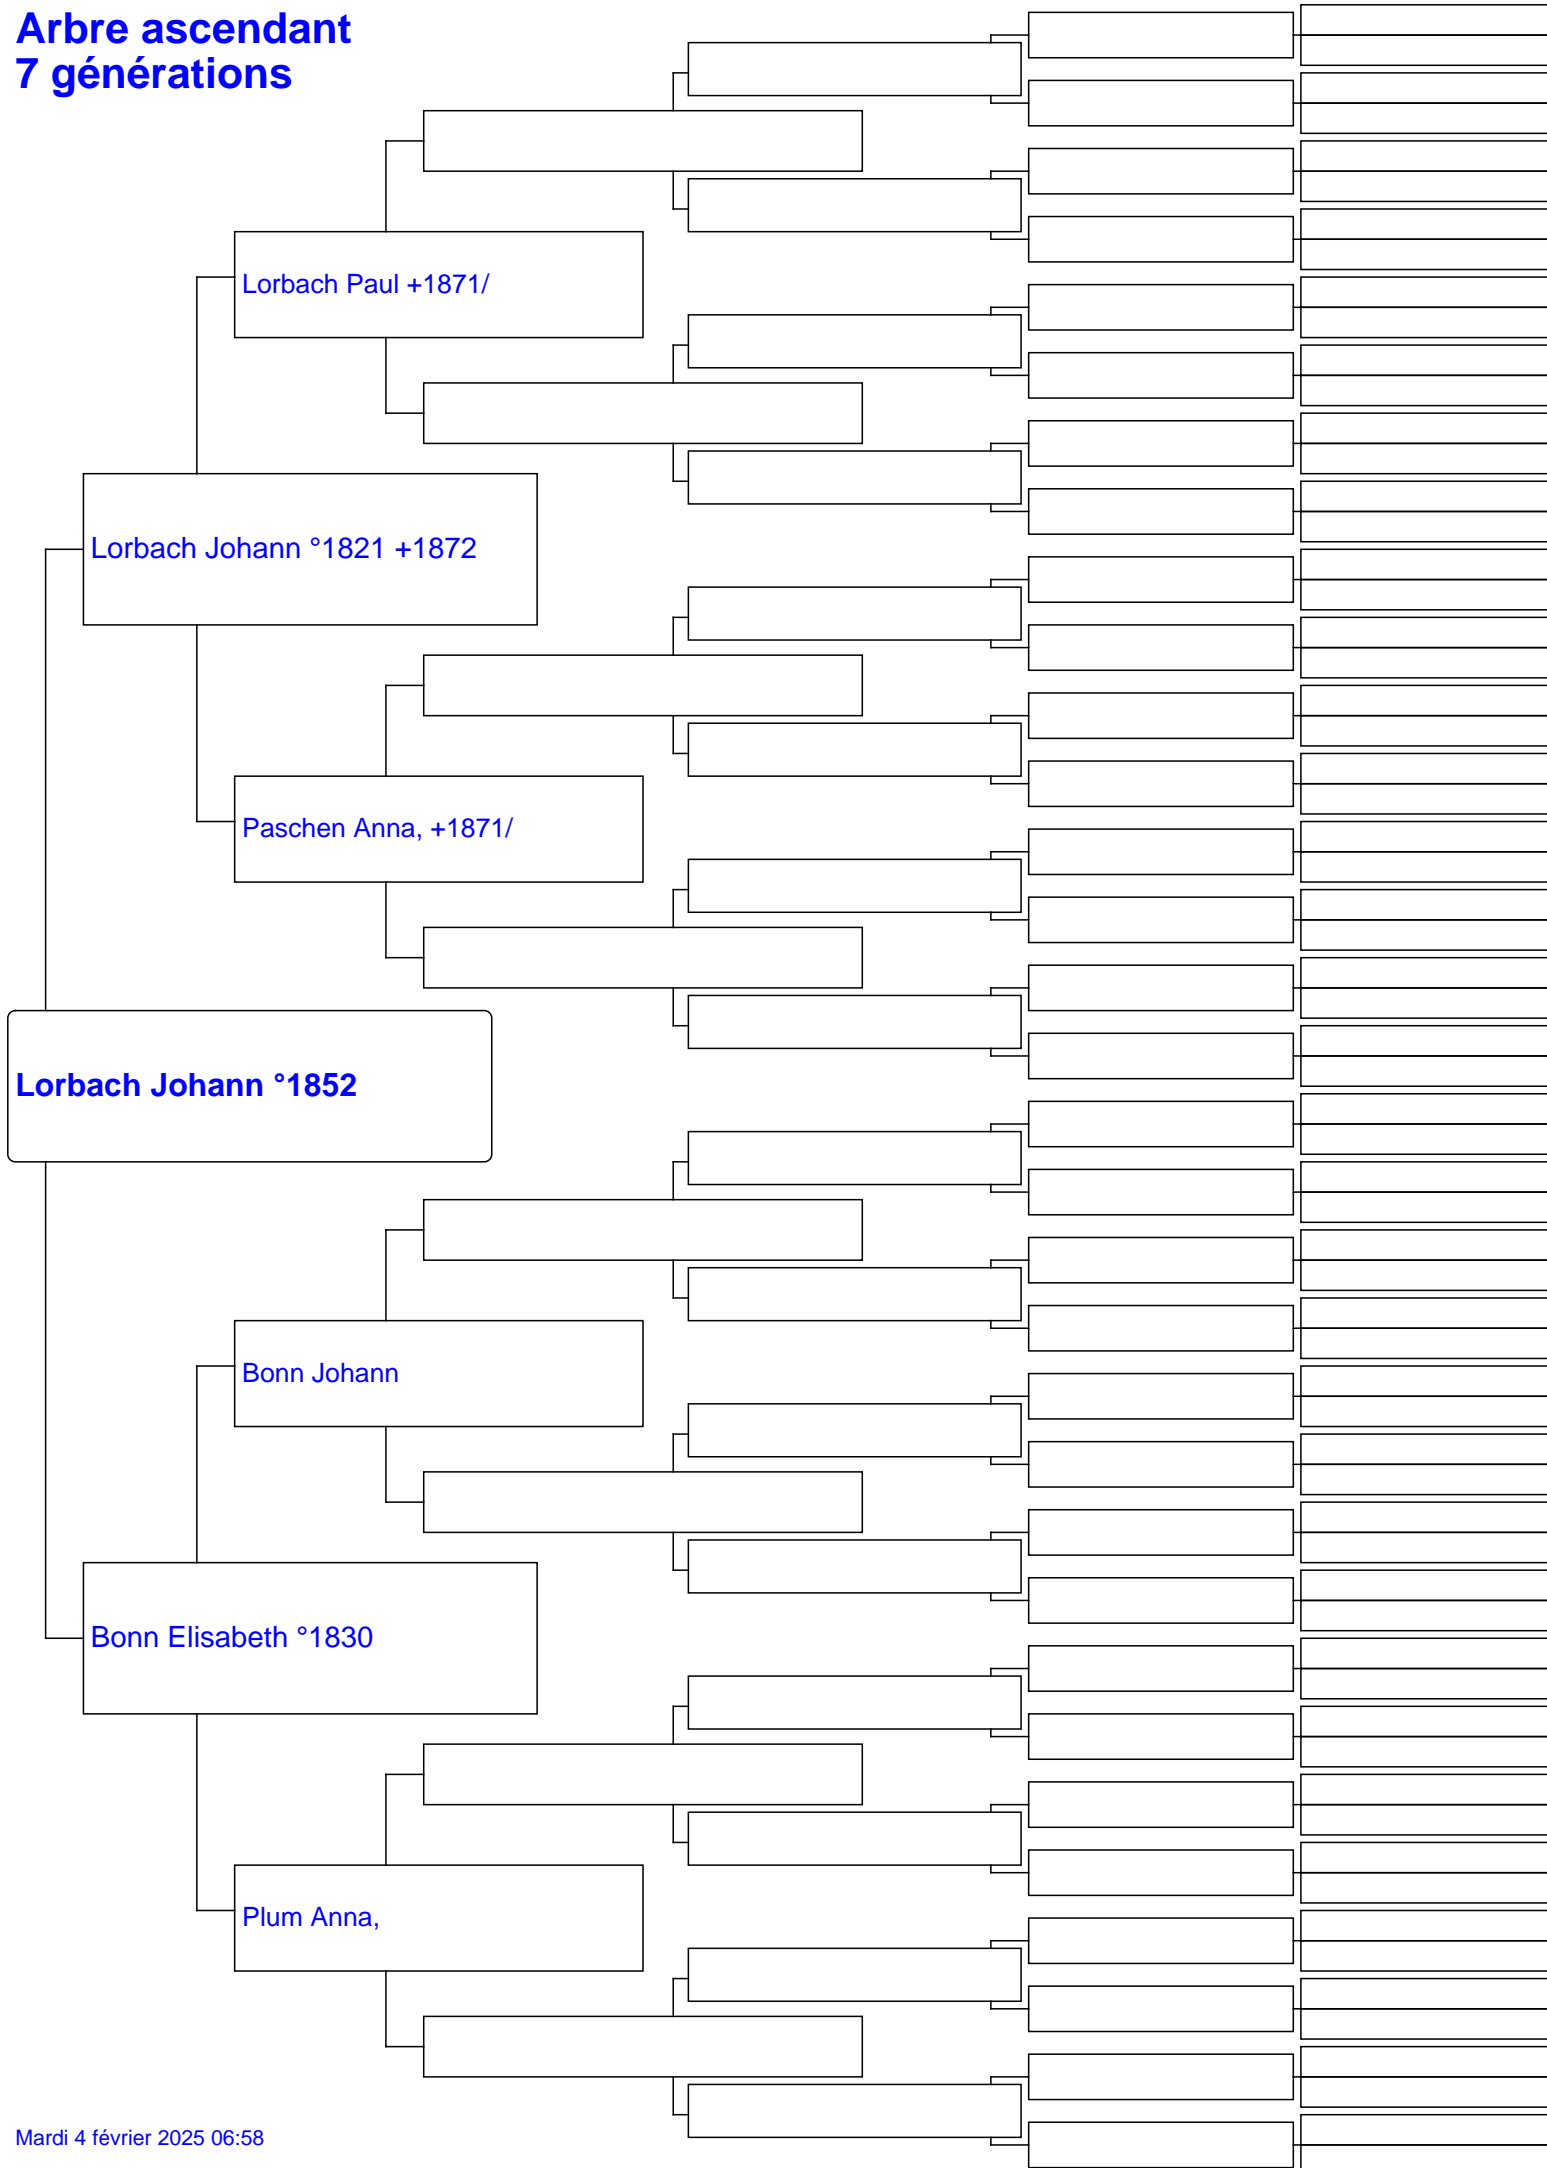 Arbre ascendant
7 générations
Lorbach Paul +1871/
Lorbach Johann °1821 +1872
Paschen Anna, +1871/
Lorbach Johann °1852
Bonn Johann
Bonn Elisabeth °1830
Plum Anna,
Mardi 4 février 2025 06:58